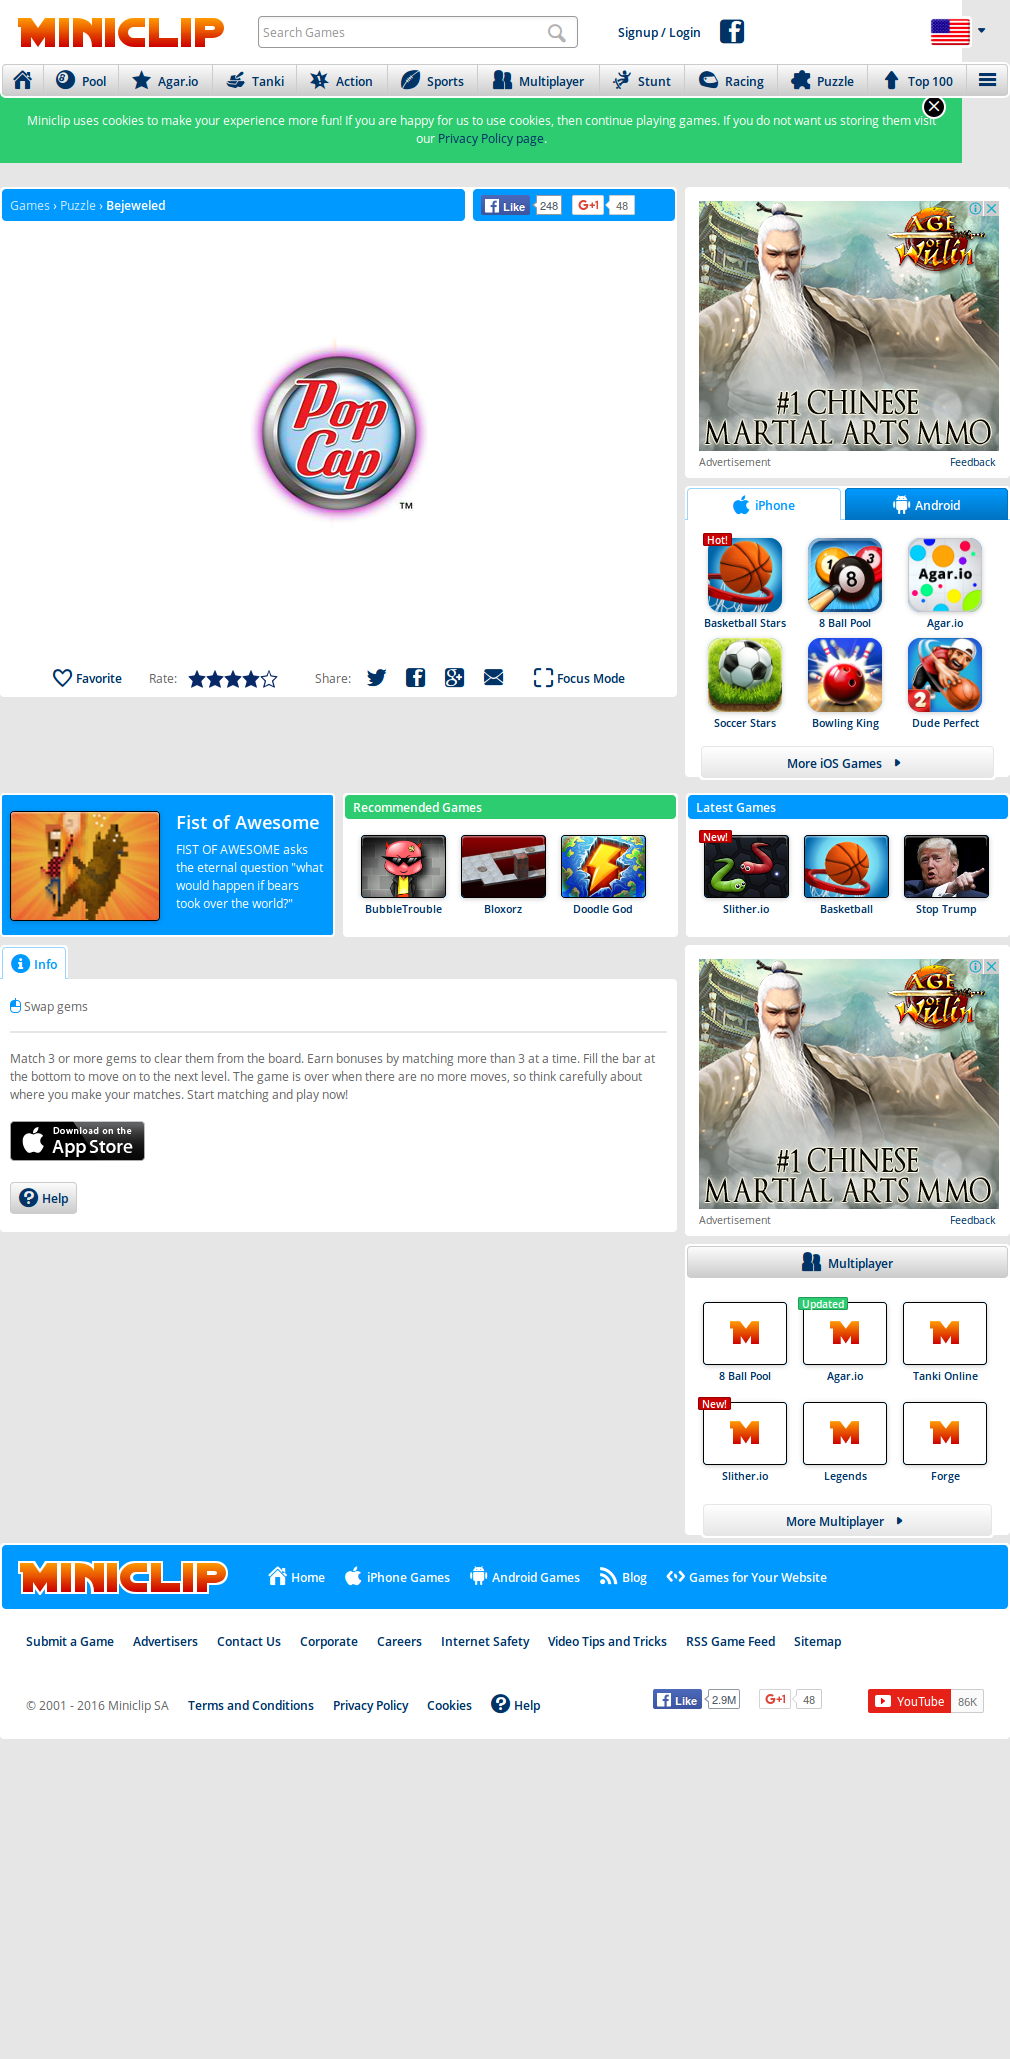 MINICLIP
Search Games
Signup / Login
Pool
Agar.io
Tanki
Action
Sports
Multiplayer
Stunt
Racing
Puzzle
Top 100
Miniclip uses cookies to make your experience more fun! If you are happy for us to use cookies, then continue playing games. If you do not want us storing them visit
our Privacy Policy page.
Games › Puzzle › Bejeweled
Like 248
G+1 48
Pop
Cap
TM
AGE
OF
Wulin
#1 CHINESE
MARTIAL ARTS MMO
Advertisement
Feedback
iPhone
Android
Hot!
Agar.io
Basketball Stars
8 Ball Pool
Agar.io
2
Soccer Stars
Bowling King
Dude Perfect
More iOS Games
Favorite
Rate:
Share:
Focus Mode
Fist of Awesome
FIST OF AWESOME asks
the eternal question "what
would happen if bears
took over the world?"
Recommended Games
BubbleTrouble
Bloxorz
Doodle God
Latest Games
New!
Slither.io
Basketball
Stop Trump
Info
Swap gems
Match 3 or more gems to clear them from the board. Earn bonuses by matching more than 3 at a time. Fill the bar at
the bottom to move on to the next level. The game is over when there are no more moves, so think carefully about
where you make your matches. Start matching and play now!
Download on the
App Store
Help
AGE
OF
Wulin
#1 CHINESE
MARTIAL ARTS MMO
Advertisement
Feedback
Multiplayer
Updated
8 Ball Pool
Agar.io
Tanki Online
New!
Slither.io
Legends
Forge
More Multiplayer
MINICLIP
Home
iPhone Games
Android Games
Blog
Games for Your Website
Submit a Game
Advertisers
Contact Us
Corporate
Careers
Internet Safety
Video Tips and Tricks
RSS Game Feed
Sitemap
© 2001 - 2016 Miniclip SA
Terms and Conditions
Privacy Policy
Cookies
Help
Like 2.9M
G+1 48
YouTube 86K